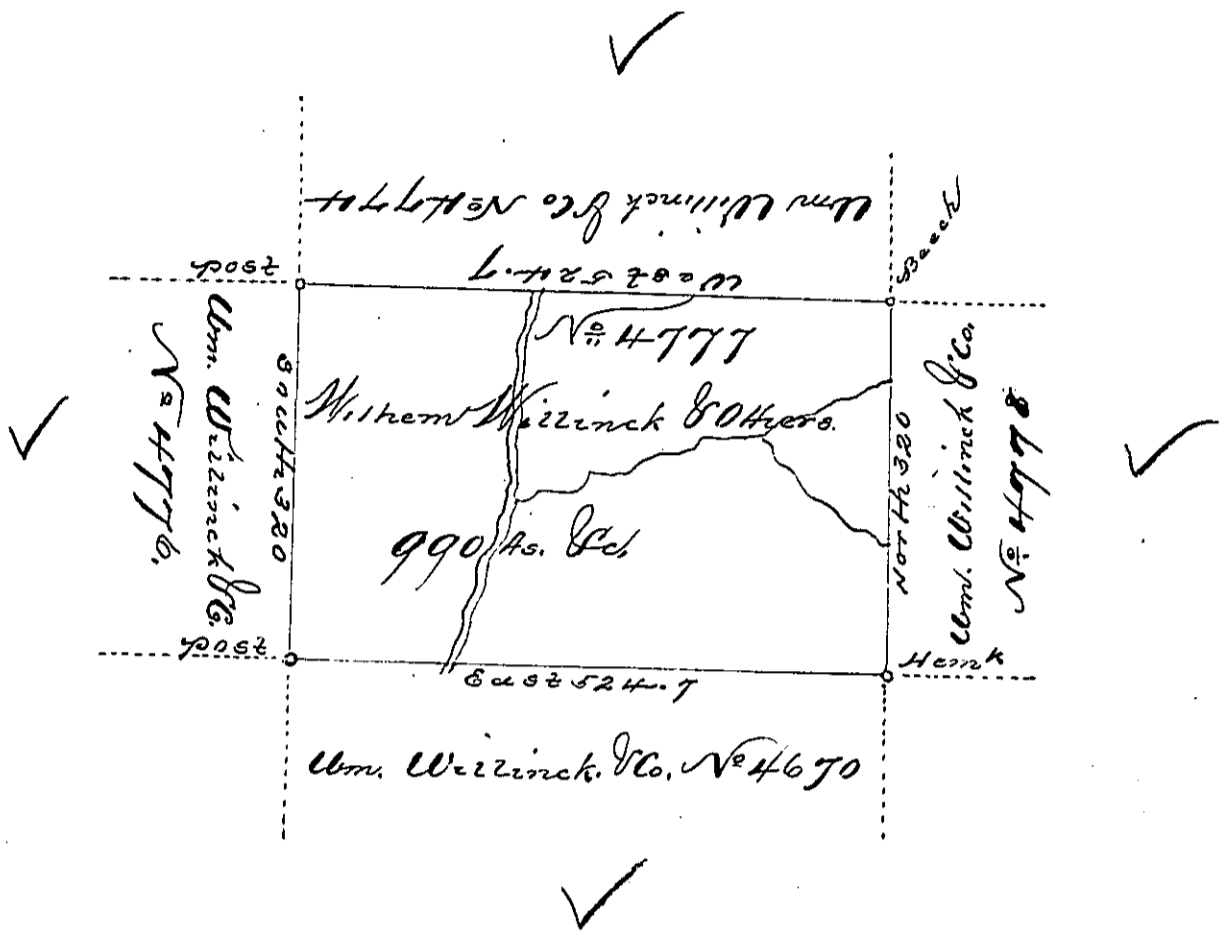 Wm Willinck & Co No 4774
West 524.7
Beech
Post
No 4777
Wilhem Willinck & Others.
990 As. &c.
South 320
Wm. Willinck & C.
No 4776.
North 320
Wm. Willinck & Co.
No 4778
Post
East 524.7
Hemk
Wm. Willinck. & Co. No 4670